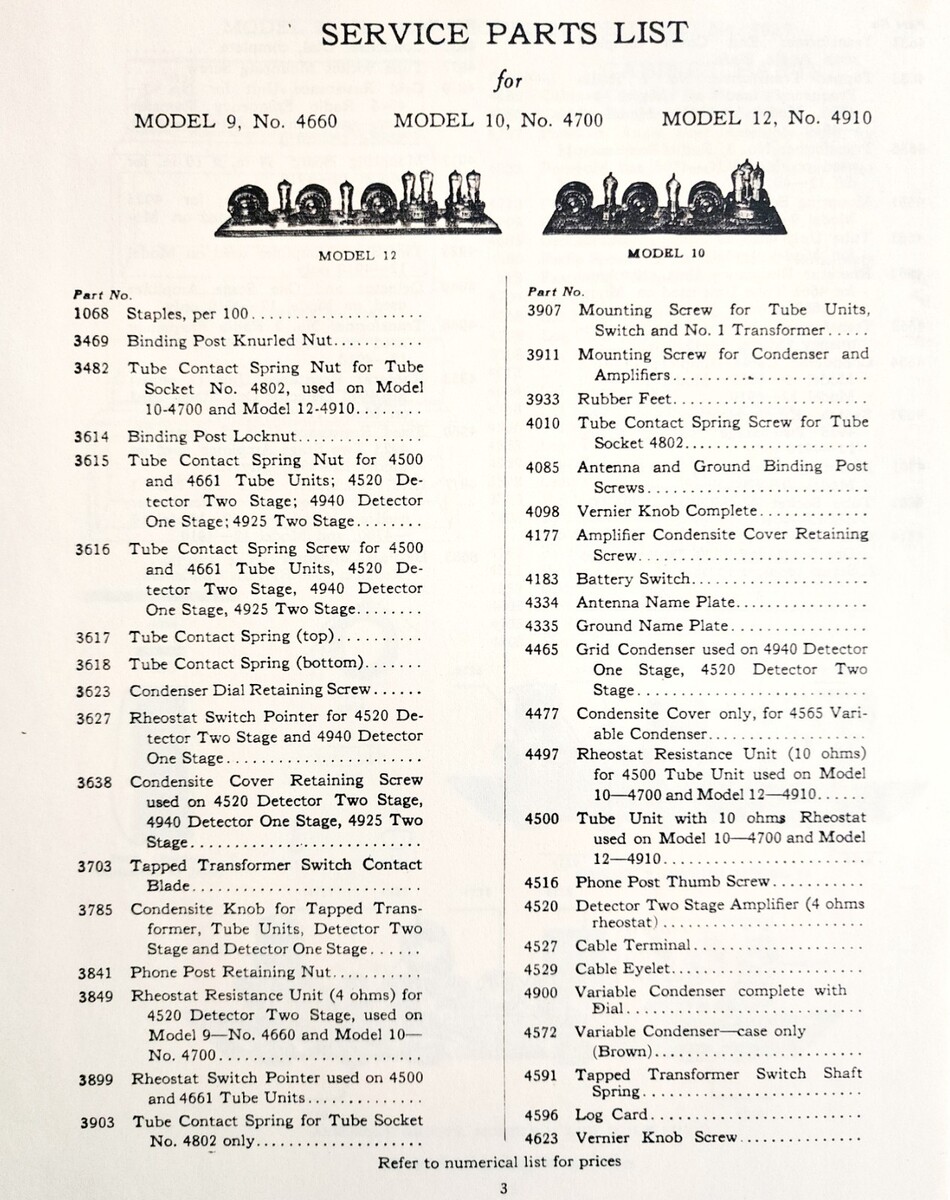 SERVICE PARTS LIST
for
MODEL 9, No. 4660 MODEL 10, No. 4700 MODEL 12, No. 4910
MODEL 12
MODEL 10
Part No.
1068 Staples, per 100....................
3469 Binding Post Knurled Nut...........
3482 Tube Contact Spring Nut for Tube
Socket No. 4802, used on Model
10-4700 and Model 12-4910........
3614 Binding Post Locknut...............
3615 Tube Contact Spring Nut for 4500
and 4661 Tube Units; 4520 De-
tector Two Stage; 4940 Detector
One Stage; 4925 Two Stage........
3616 Tube Contact Spring Screw for 4500
and 4661 Tube Units, 4520 De-
tector Two Stage, 4940 Detector
One Stage, 4925 Two Stage........
3617 Tube Contact Spring (top)..........
3618 Tube Contact Spring (bottom).......
3623 Condenser Dial Retaining Screw......
3627 Rheostat Switch Pointer for 4520 De-
tector Two Stage and 4940 Detector
One Stage........................
3638 Condensite Cover Retaining Screw
used on 4520 Detector Two Stage,
4940 Detector One Stage, 4925 Two
Stage............................
3703 Tapped Transformer Switch Contact
Blade............................
3785 Condensite Knob for Tapped Trans-
former, Tube Units, Detector Two
Stage and Detector One Stage......
3841 Phone Post Retaining Nut...........
3849 Rheostat Resistance Unit (4 ohms) for
4520 Detector Two Stage, used on
Model 9—No. 4660 and Model 10—
No. 4700.........................
3899 Rheostat Switch Pointer used on 4500
and 4661 Tube Units..............
3903 Tube Contact Spring for Tube Socket
No. 4802 only....................
Part No.
3907 Mounting Screw for Tube Units,
Switch and No. 1 Transformer.....
3911 Mounting Screw for Condenser and
Amplifiers........................
3933 Rubber Feet........................
4010 Tube Contact Spring Screw for Tube
Socket 4802......................
4085 Antenna and Ground Binding Post
Screws...........................
4098 Vernier Knob Complete.............
4177 Amplifier Condensite Cover Retaining
Screw............................
4183 Battery Switch.....................
4334 Antenna Name Plate................
4335 Ground Name Plate.................
4465 Grid Condenser used on 4940 Detector
One Stage, 4520 Detector Two
Stage............................
4477 Condensite Cover only, for 4565 Vari-
able Condenser...................
4497 Rheostat Resistance Unit (10 ohms)
for 4500 Tube Unit used on Model
10—4700 and Model 12—4910......
4500 Tube Unit with 10 ohms Rheostat
used on Model 10—4700 and Model
12—4910.........................
4516 Phone Post Thumb Screw...........
4520 Detector Two Stage Amplifier (4 ohms
rheostat)........................
4527 Cable Terminal.....................
4529 Cable Eyelet.......................
4900 Variable Condenser complete with
Dial.............................
4572 Variable Condenser—case only
(Brown)..........................
4591 Tapped Transformer Switch Shaft
Spring...........................
4596 Log Card..........................
4623 Vernier Knob Screw...............
Refer to numerical list for prices
3